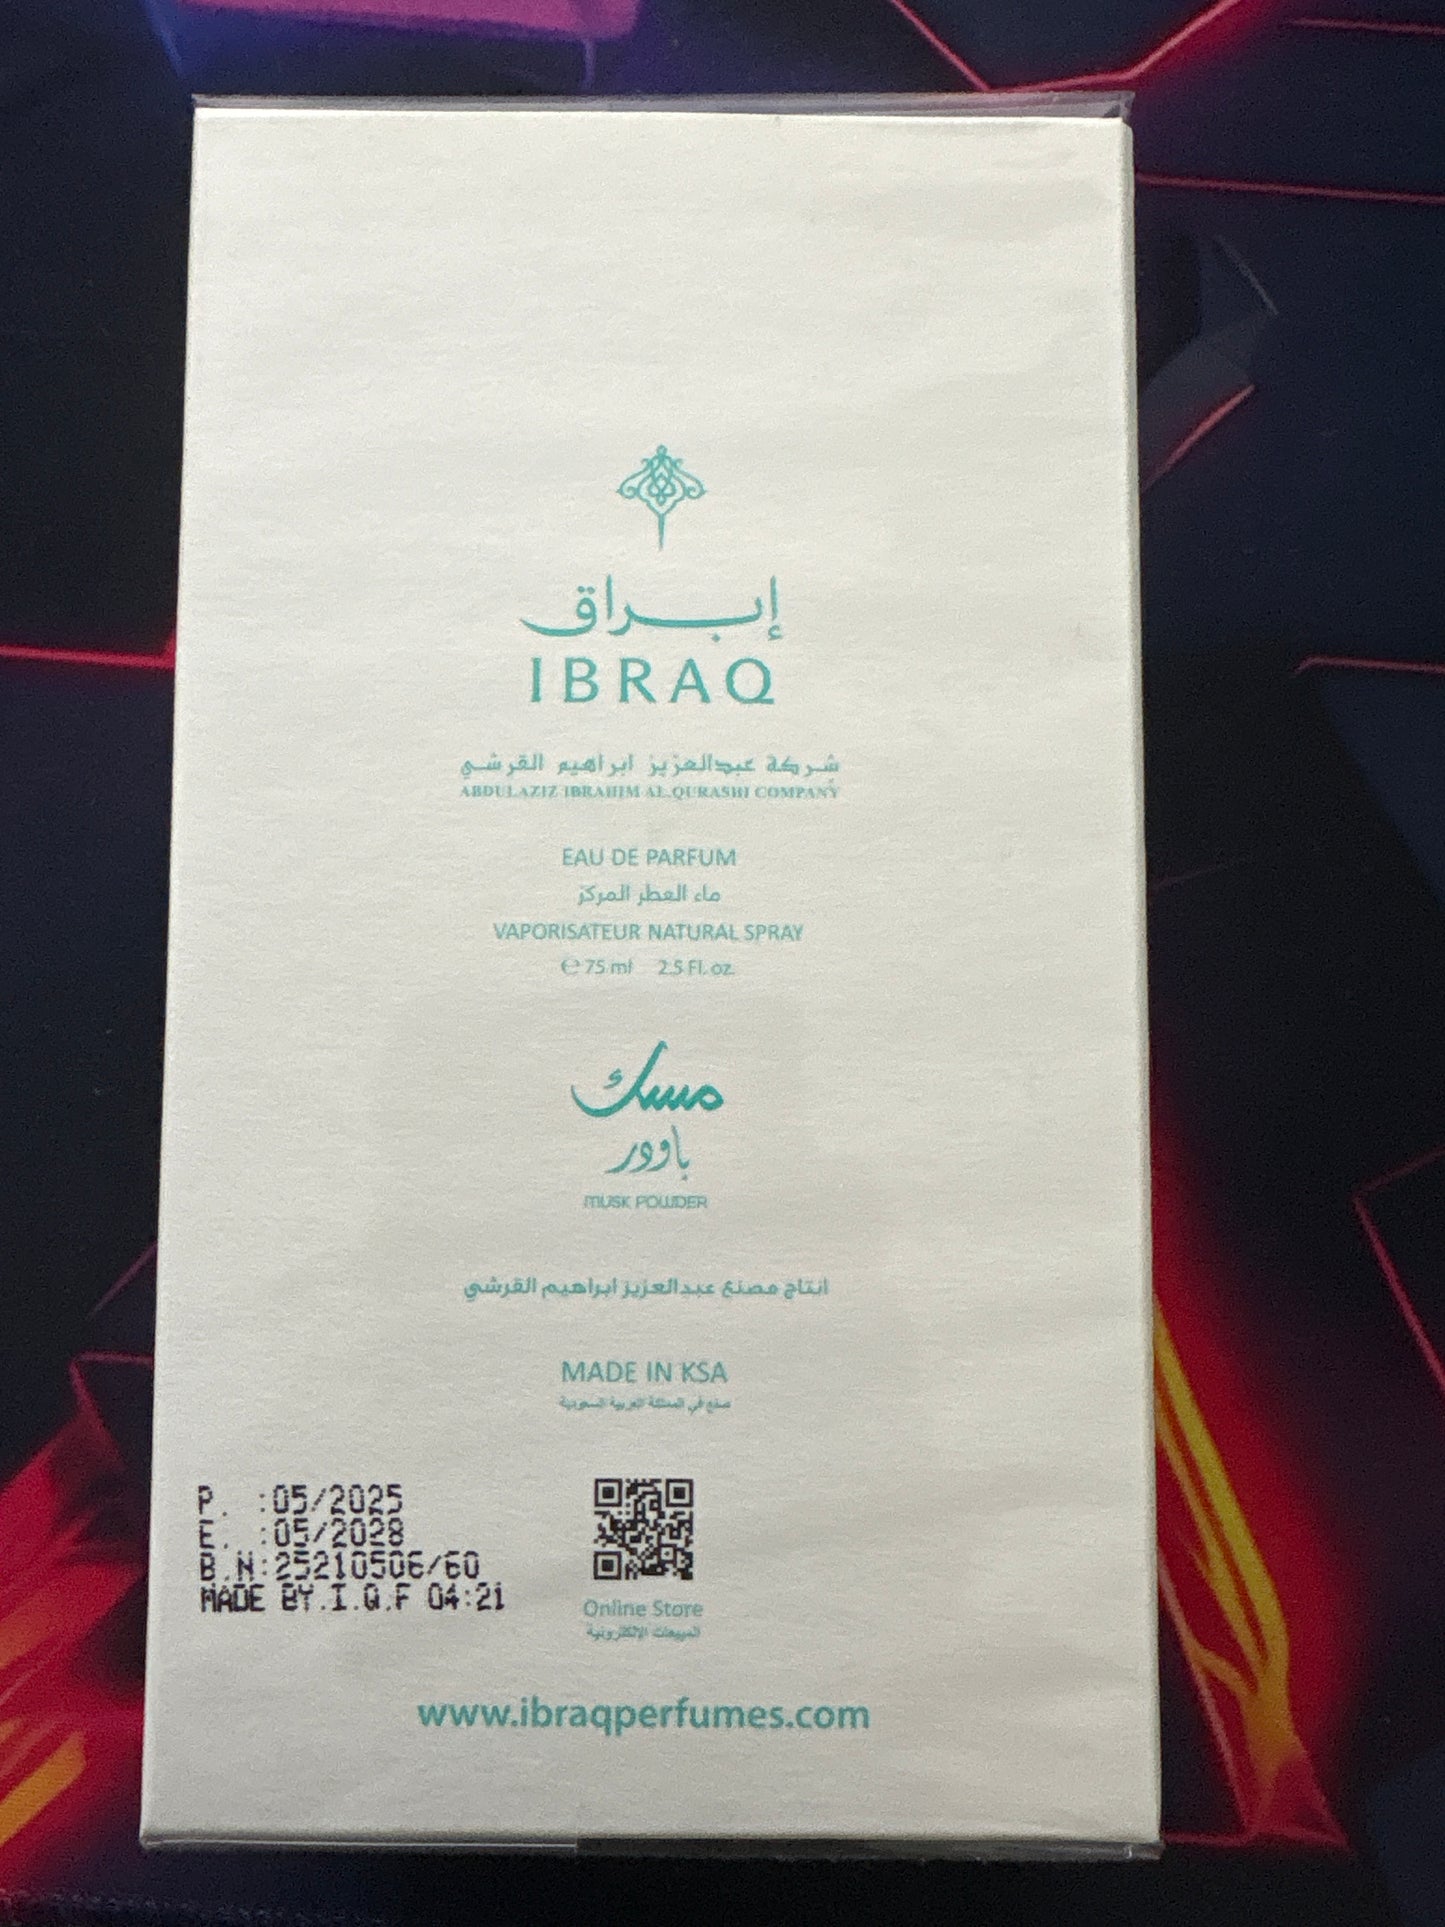 إبراق
IBRAQ
شركة عبدالعزيز ابراهيم القرشي
ABDULAZIZ IBRAHIM AL.QURASHI COMPANY
EAU DE PARFUM
ماء العطر المركز
VAPORISATEUR NATURAL SPRAY
℮ 75 ml 2.5 Fl. oz.
مسك
باودر
MUSK POWDER
انتاج مصنع عبدالعزيز ابراهيم القرشي
MADE IN KSA
صنع في المملكة العربية السعودية
P. :05/2025
E. :05/2028
B.N:25210506/60
MADE BY.I.Q.F 04:21
Online Store
المبيعات الالكترونية
www.ibraqperfumes.com